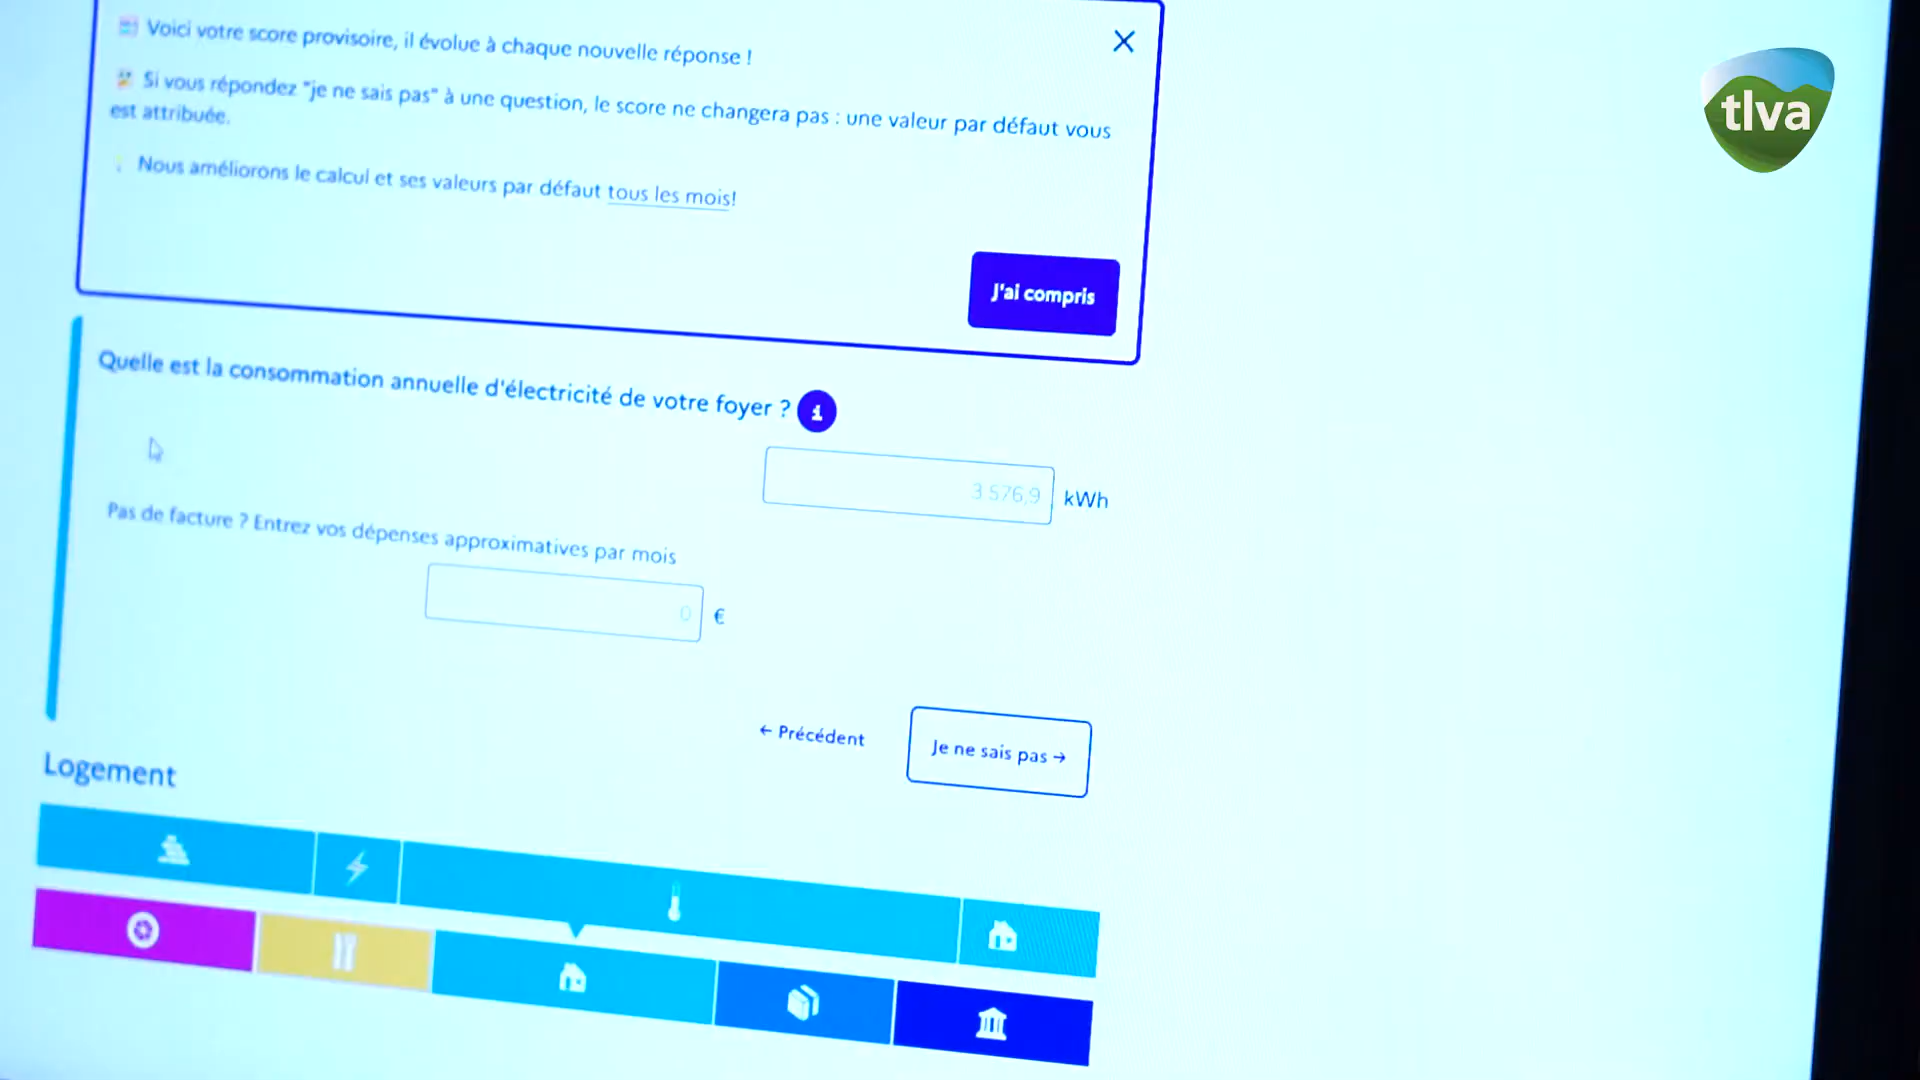 Voici votre score provisoire, il évolue à chaque nouvelle réponse !
Si vous répondez "je ne sais pas" à une question, le score ne changera pas : une valeur par défaut vous
est attribuée.
Nous améliorons le calcul et ses valeurs par défaut tous les mois!
J'ai compris
Quelle est la consommation annuelle d'électricité de votre foyer ? i
3 576,9 kWh
Pas de facture ? Entrez vos dépenses approximatives par mois
0 €
← Précédent
Je ne sais pas →
Logement
tlva